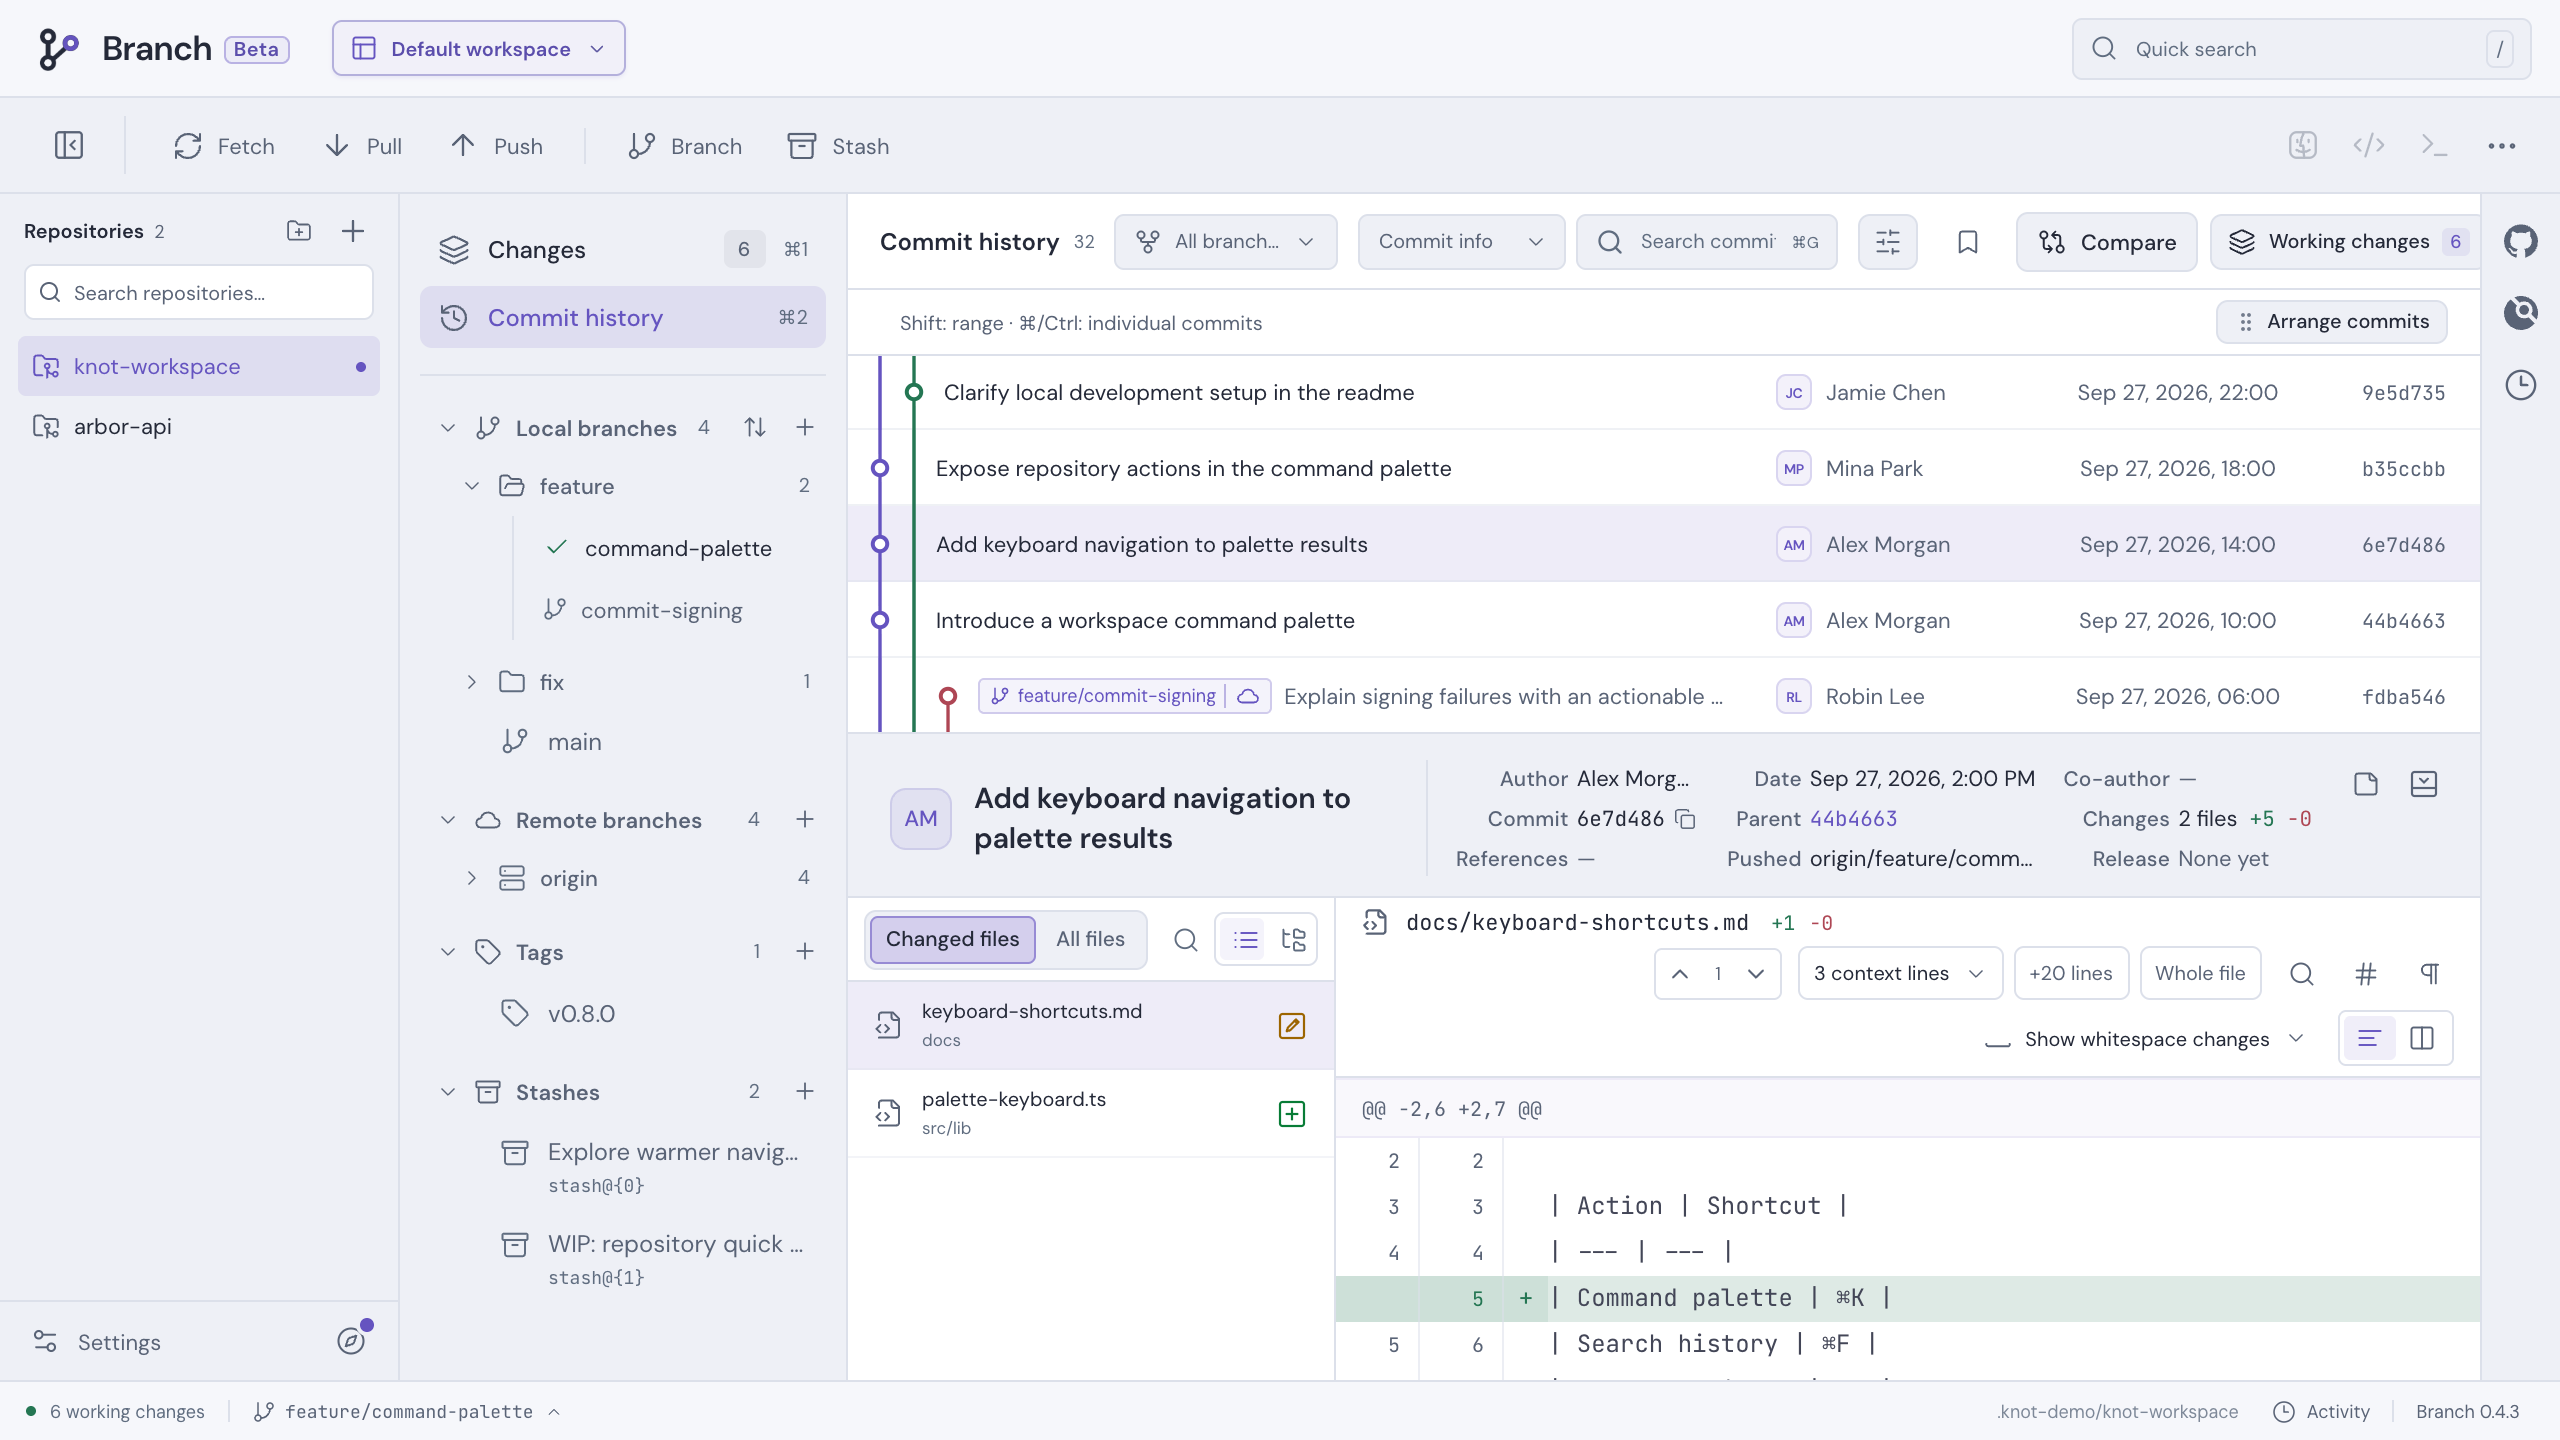 Branch Beta
Default workspace
Quick search /
Fetch Pull Push Branch Stash
Repositories 2
Search repositories...
knot-workspace
arbor-api
Settings
Changes 6 ⌘1
Commit history ⌘2
Local branches 4
feature 2
command-palette
commit-signing
fix 1
main
Remote branches 4
origin 4
Tags 1
v0.8.0
Stashes 2
Explore warmer navig...
stash@{0}
WIP: repository quick ...
stash@{1}
Commit history 32 All branch... Commit info Search commi ⌘G Compare Working changes 6
Shift: range · ⌘/Ctrl: individual commits Arrange commits
Clarify local development setup in the readme JC Jamie Chen Sep 27, 2026, 22:00 9e5d735
Expose repository actions in the command palette MP Mina Park Sep 27, 2026, 18:00 b35ccbb
Add keyboard navigation to palette results AM Alex Morgan Sep 27, 2026, 14:00 6e7d486
Introduce a workspace command palette AM Alex Morgan Sep 27, 2026, 10:00 44b4663
feature/commit-signing Explain signing failures with an actionable ... RL Robin Lee Sep 27, 2026, 06:00 fdba546
AM Add keyboard navigation to
palette results
Author Alex Morg... Date Sep 27, 2026, 2:00 PM Co-author —
Commit 6e7d486 Parent 44b4663 Changes 2 files +5 -0
References — Pushed origin/feature/comm... Release None yet
Changed files All files
keyboard-shortcuts.md
docs
palette-keyboard.ts
src/lib
docs/keyboard-shortcuts.md +1 -0
1 3 context lines +20 lines Whole file # ¶
Show whitespace changes
@@ -2,6 +2,7 @@
2 2
3 3 | Action | Shortcut |
4 4 | --- | --- |
5 + | Command palette | ⌘K |
5 6 | Search history | ⌘F |
6 working changes feature/command-palette .knot-demo/knot-workspace Activity Branch 0.4.3